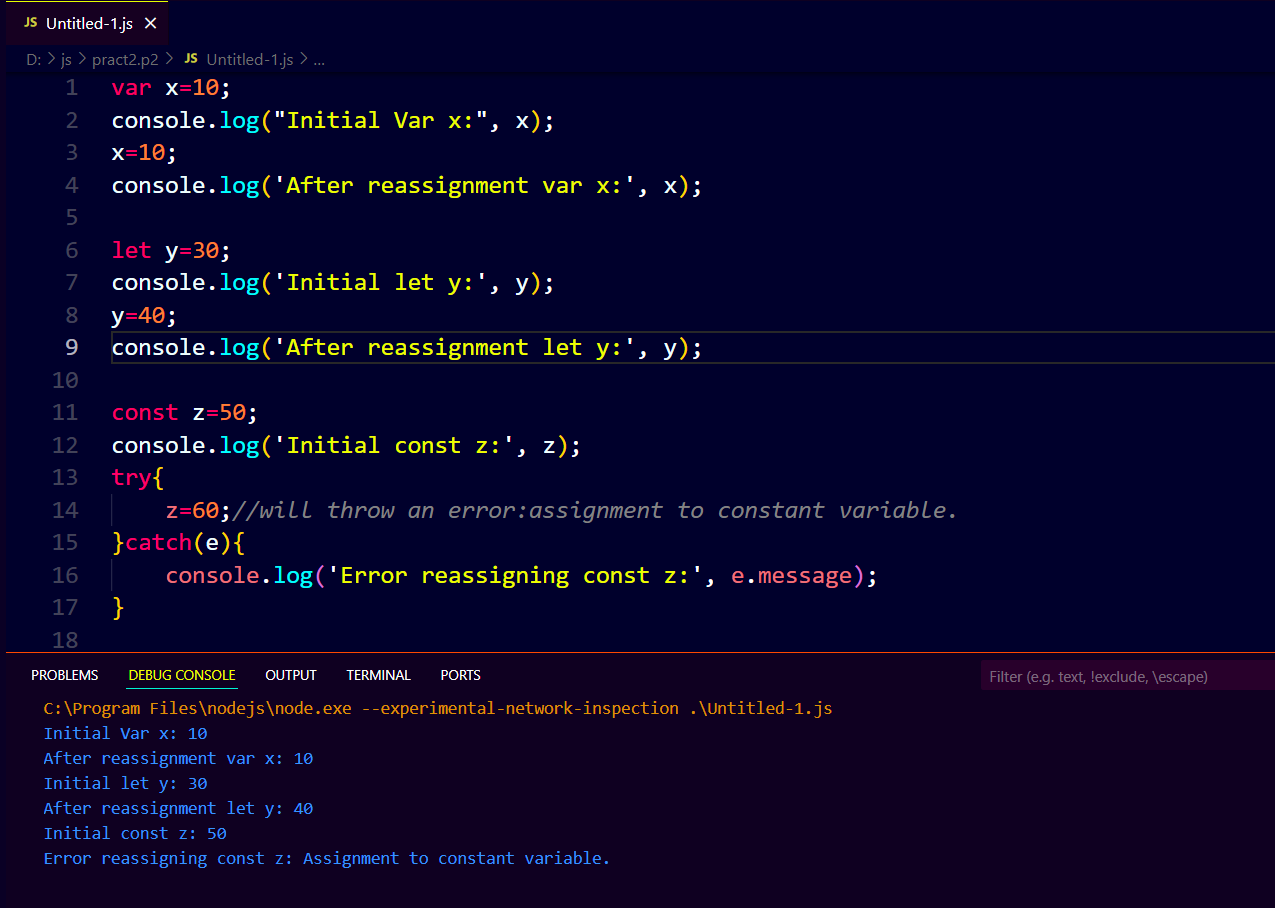 JS Untitled-1.js ×
D: > js > pract2.p2 > JS Untitled-1.js > ...
1 var x=10;
2 console.log("Initial Var x:", x);
3 x=10;
4 console.log('After reassignment var x:', x);
5
6 let y=30;
7 console.log('Initial let y:', y);
8 y=40;
9 console.log('After reassignment let y:', y);
10
11 const z=50;
12 console.log('Initial const z:', z);
13 try{
14     z=60;//will throw an error:assignment to constant variable.
15 }catch(e){
16     console.log('Error reassigning const z:', e.message);
17 }
18
PROBLEMS DEBUG CONSOLE OUTPUT TERMINAL PORTS Filter (e.g. text, !exclude, \escape)
C:\Program Files\nodejs\node.exe --experimental-network-inspection .\Untitled-1.js
Initial Var x: 10
After reassignment var x: 10
Initial let y: 30
After reassignment let y: 40
Initial const z: 50
Error reassigning const z: Assignment to constant variable.